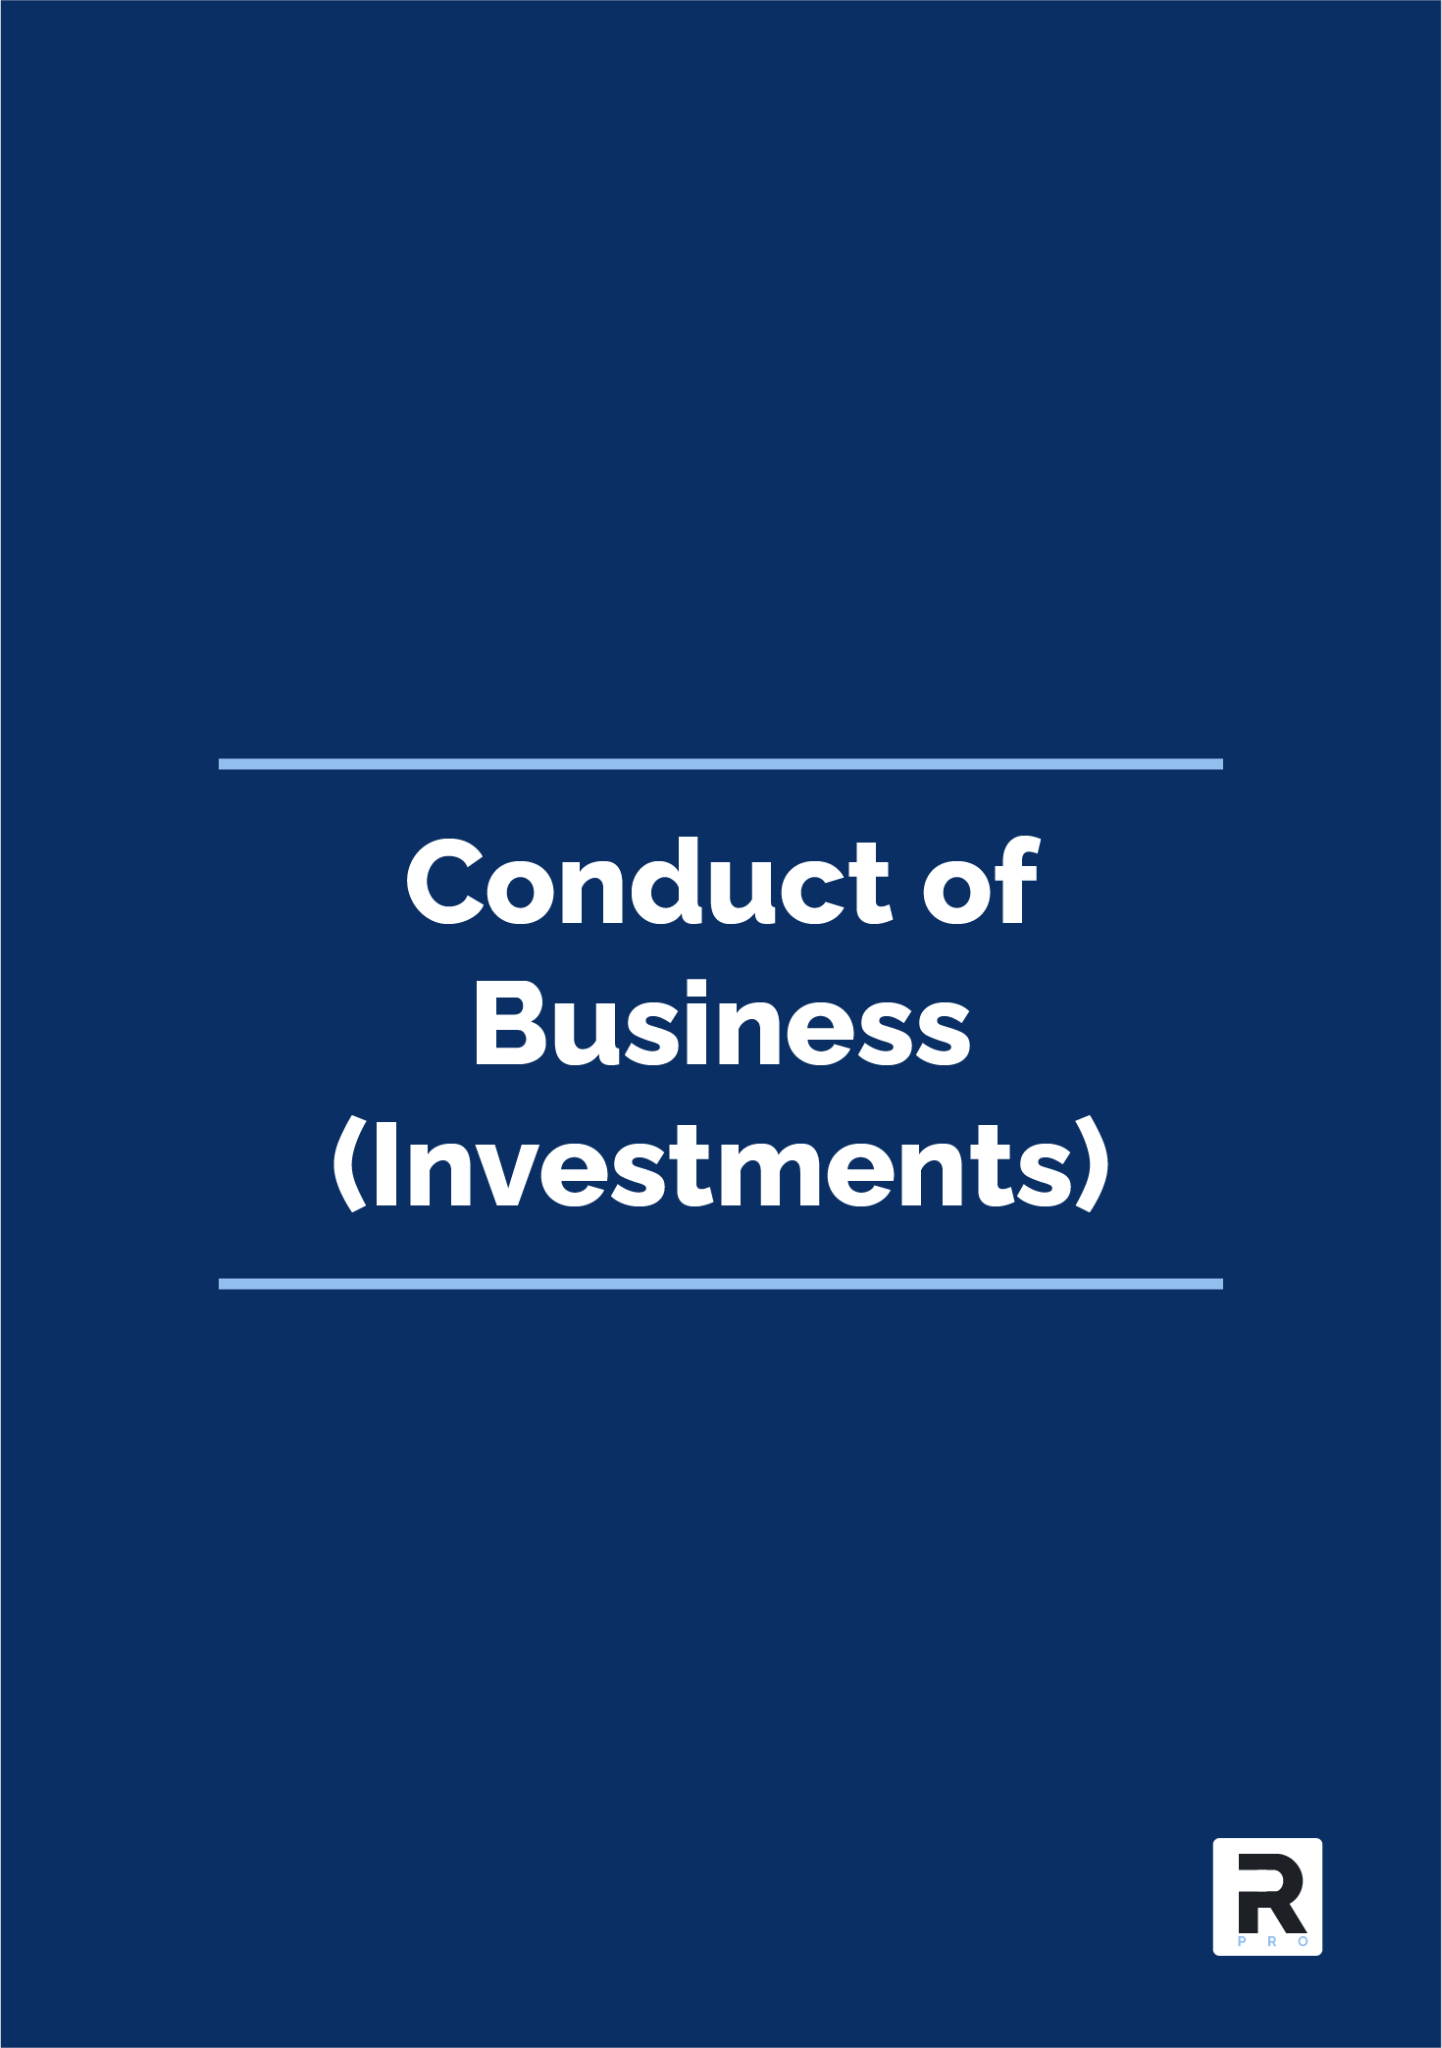 Conduct of
Business
(Investments)
R
PRO